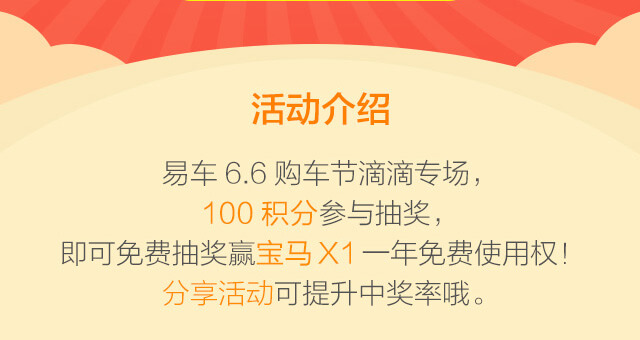 活动介绍
易车 6.6 购车节滴滴专场，
100 积分参与抽奖，
即可免费抽奖赢宝马 X1 一年免费使用权！
分享活动可提升中奖率哦。